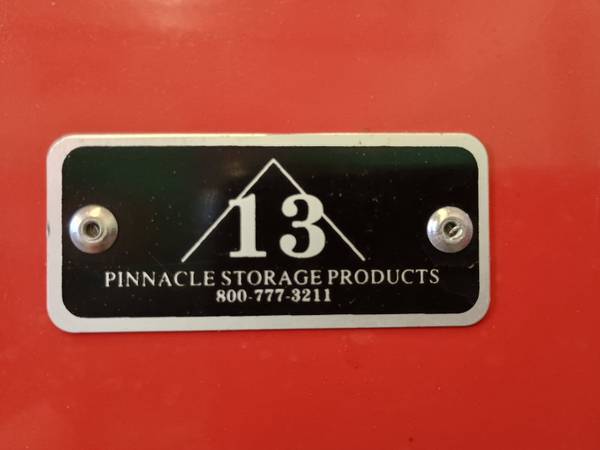 13
PINNACLE STORAGE PRODUCTS
800-777-3211